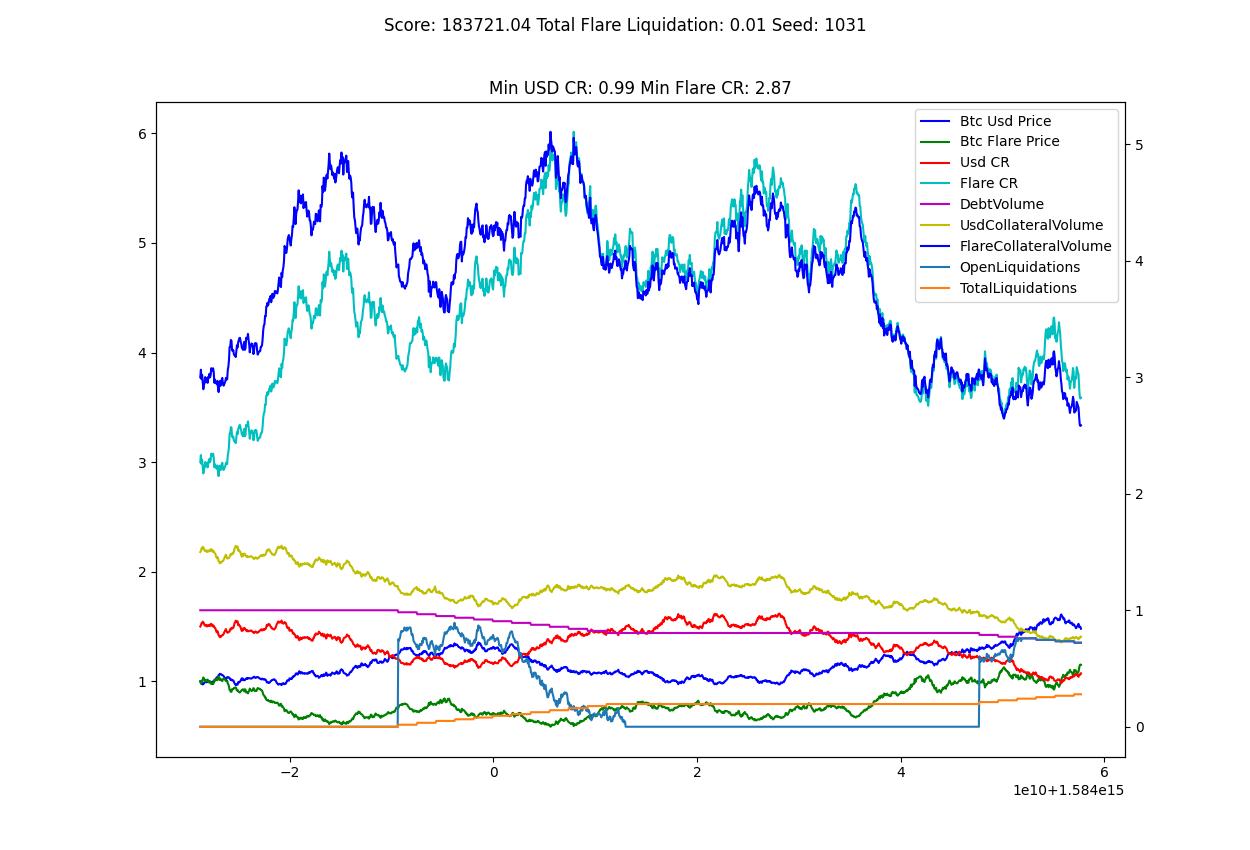 Score: 183721.04 Total Flare Liquidation: 0.01 Seed: 1031
Min USD CR: 0.99 Min Flare CR: 2.87
Btc Usd Price
Btc Flare Price
Usd CR
Flare CR
DebtVolume
UsdCollateralVolume
FlareCollateralVolume
OpenLiquidations
TotalLiquidations
6
5
4
3
2
1
5
4
3
2
1
0
−2
0
2
4
6
1e10+1.584e15